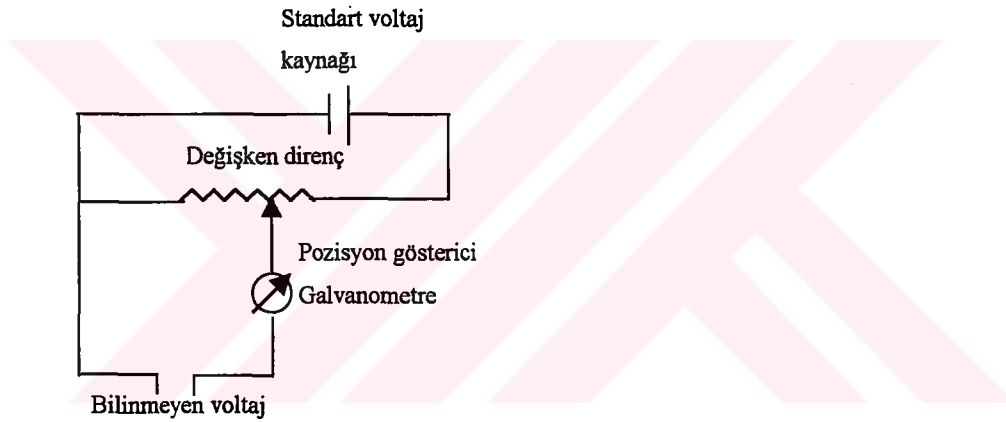 Standart voltaj
kaynağı
Değişken direnç
Pozisyon gösterici
Galvanometre
Bilinmeyen voltaj